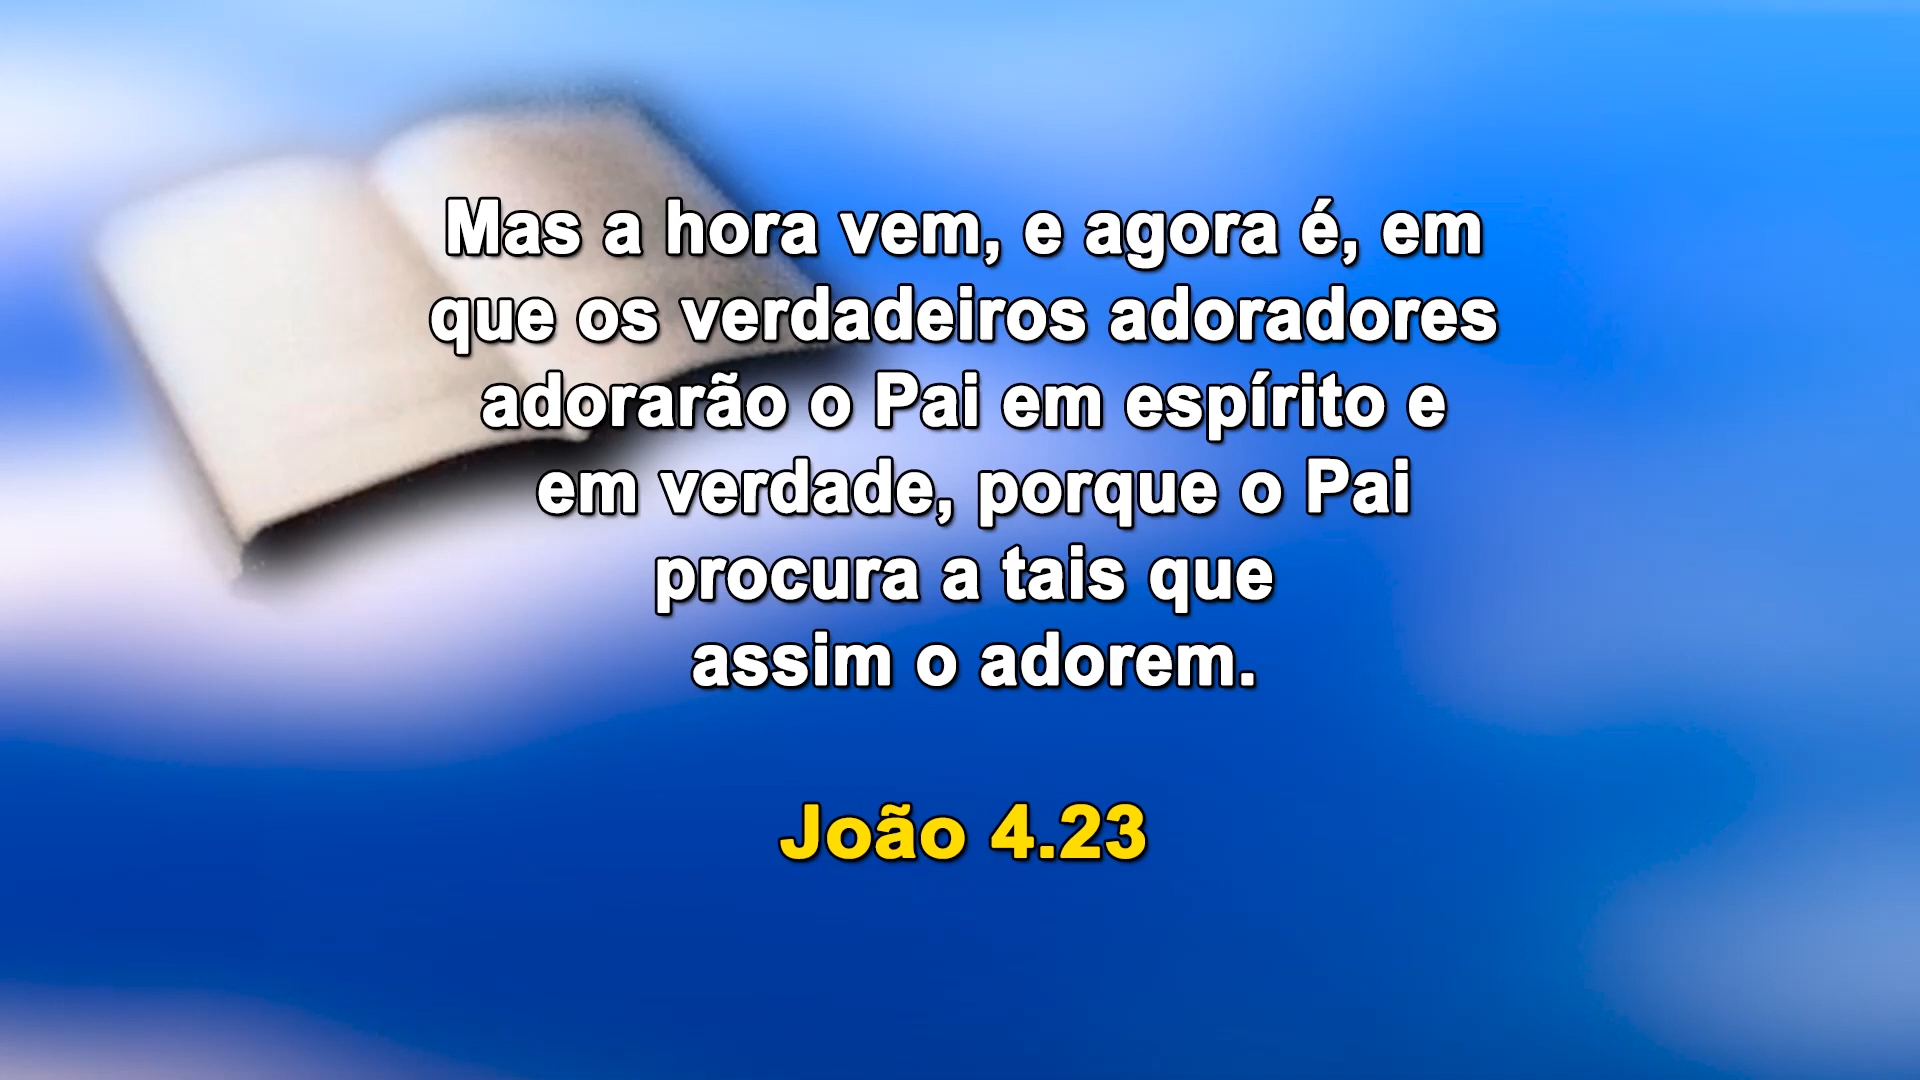 Mas a hora vem, e agora é, em
que os verdadeiros adoradores
adorarão o Pai em espírito e
em verdade, porque o Pai
procura a tais que
assim o adorem.
João 4.23